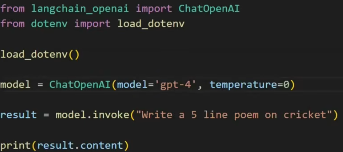 from langchain_openai import ChatOpenAI
from dotenv import load_dotenv
load_dotenv()
model = ChatOpenAI(model='gpt-4', temperature=0)
result = model.invoke("Write a 5 line poem on cricket")
print(result.content)